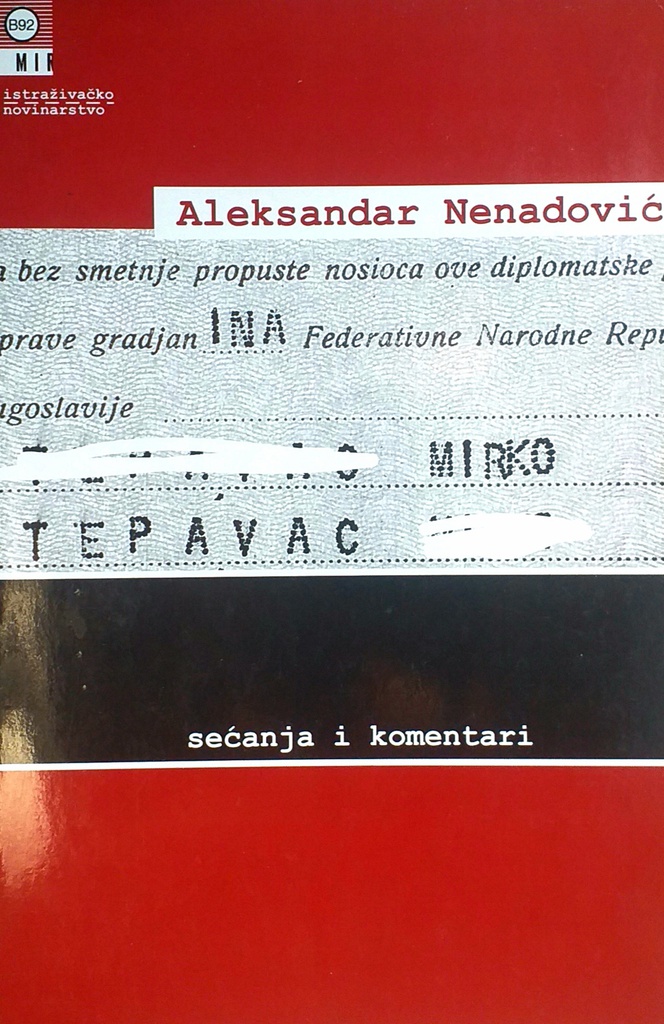 B92
MIR
istraživačko
novinarstvo
Aleksandar Nenadović
bez smetnje propuste nosioca ove diplomatske
prave gradjan INA Federativne Narodne Repu
ugoslavije
MIRKO
TEPAVAC
sećanja i komentari